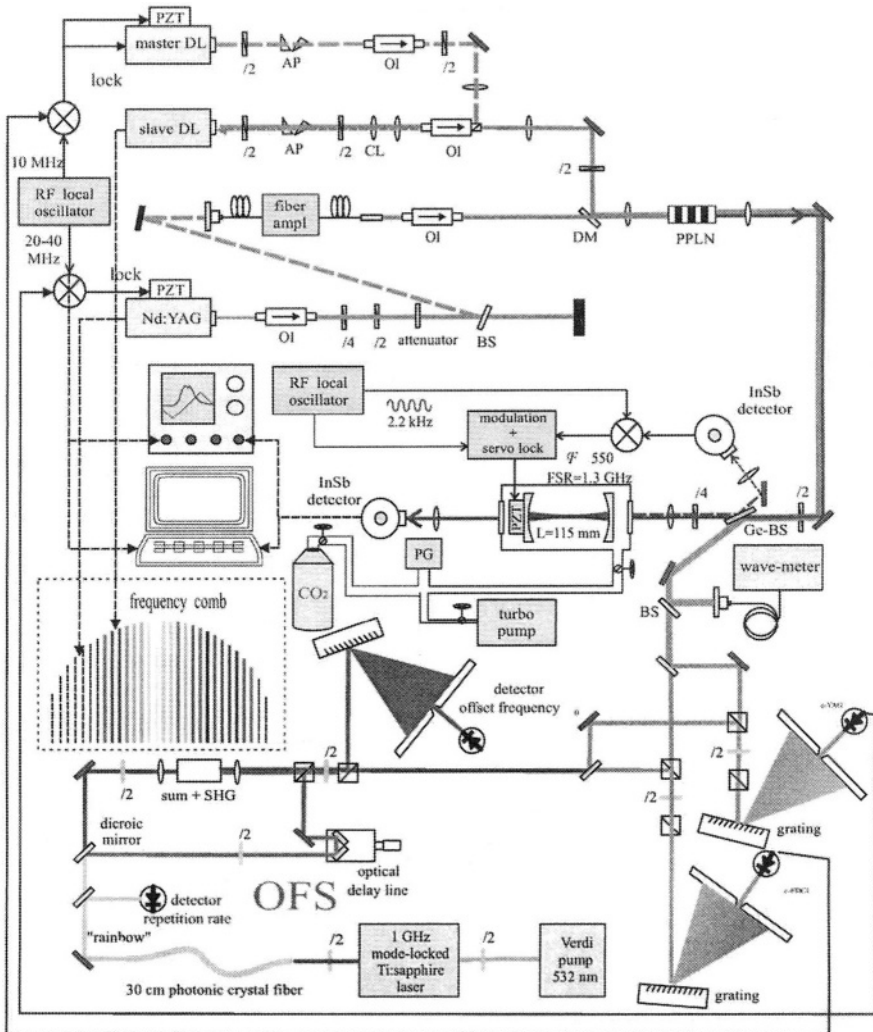 PZT
master DL
/2
AP
OI
/2
lock
slave DL
/2
AP
/2
CL
OI
/2
10 MHz
RF local
oscillator
fiber
ampl
OI
DM
PPLN
20-40
MHz
lock
PZT
Nd:YAG
OI
/4
/2
attenuator
BS
RF local
oscillator
2.2 kHz
modulation
+
servo lock
InSb
detector
ℱ 550
FSR=1.3 GHz
InSb
detector
PZT
L=115 mm
/4
/2
Ge-BS
PG
CO₂
turbo
pump
wave-meter
BS
frequency comb
detector
offset frequency
/2
sum + SHG
/2
/2
/2
grating
dicroic
mirror
/2
optical
delay line
OFS
detector
repetition rate
"rainbow"
/2
1 GHz
mode-locked
Ti:sapphire
laser
/2
Verdi
pump
532 nm
30 cm photonic crystal fiber
grating